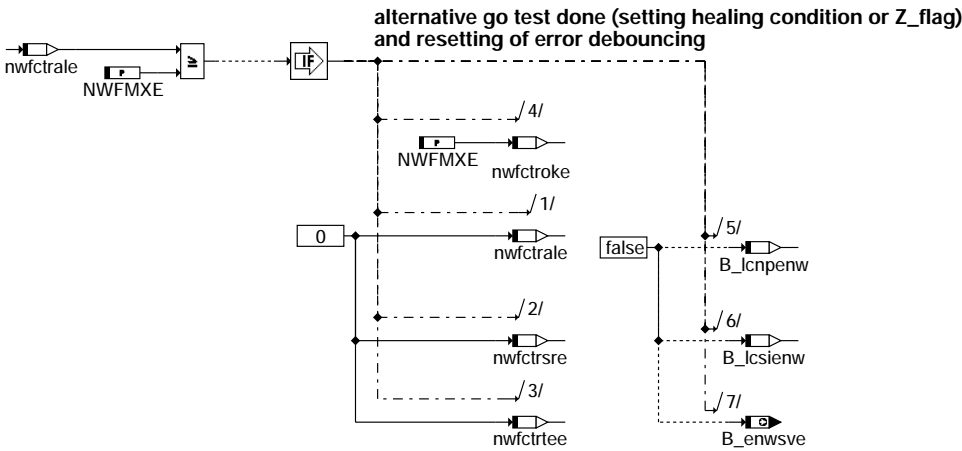 alternative go test done (setting healing condition or Z_flag)
and resetting of error debouncing
nwfctrale
P
NWFMXE
≥
IF
4/
P
NWFMXE
nwfctroke
1/
0
nwfctrale
5/
false
B_lcnpenw
2/
nwfctrsre
6/
B_lcsienw
3/
nwfctrtee
7/
B_enwsve